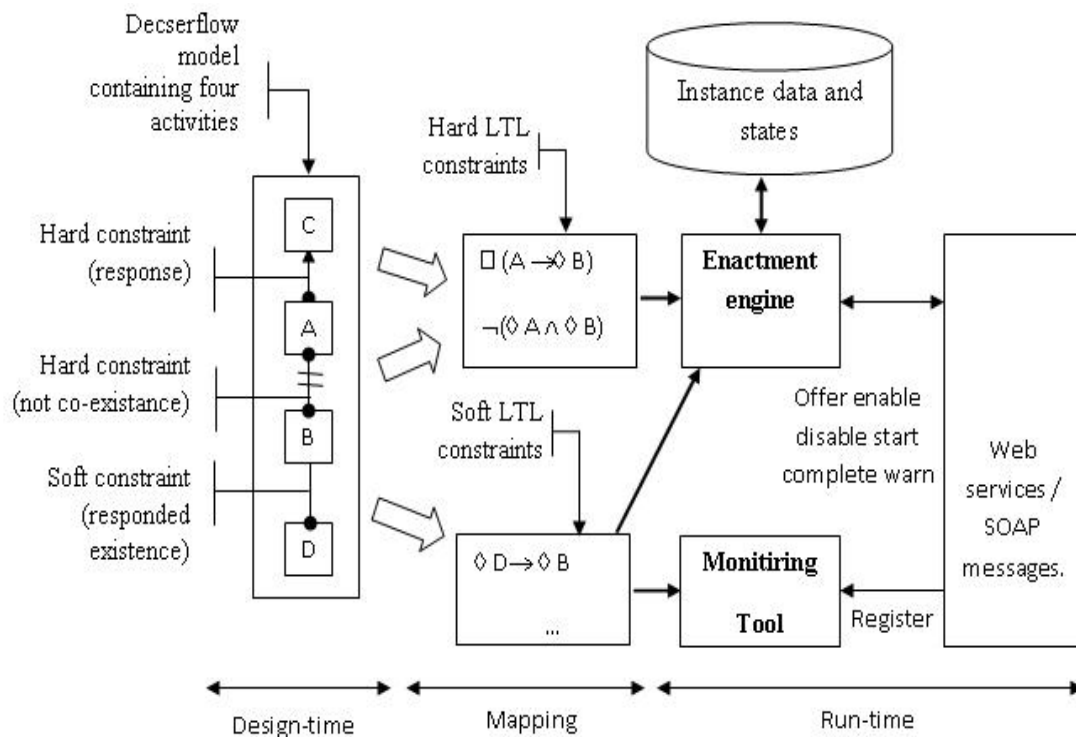 Decserflow
model
containing four
activities
Instance data and
states
Hard LTL
constraints
Hard constraint
(response)
C
A
Hard constraint
(not co-existance)
B
Soft constraint
(responded
existence)
D
□ (A →◊ B)
¬(◊ A ∧ ◊ B)
Enactment
engine
Soft LTL
constraints
◊ D→ ◊ B
...
Offer enable
disable start
complete warn
Monitiring
Tool
Register
Web
services /
SOAP
messages.
Design-time
Mapping
Run-time